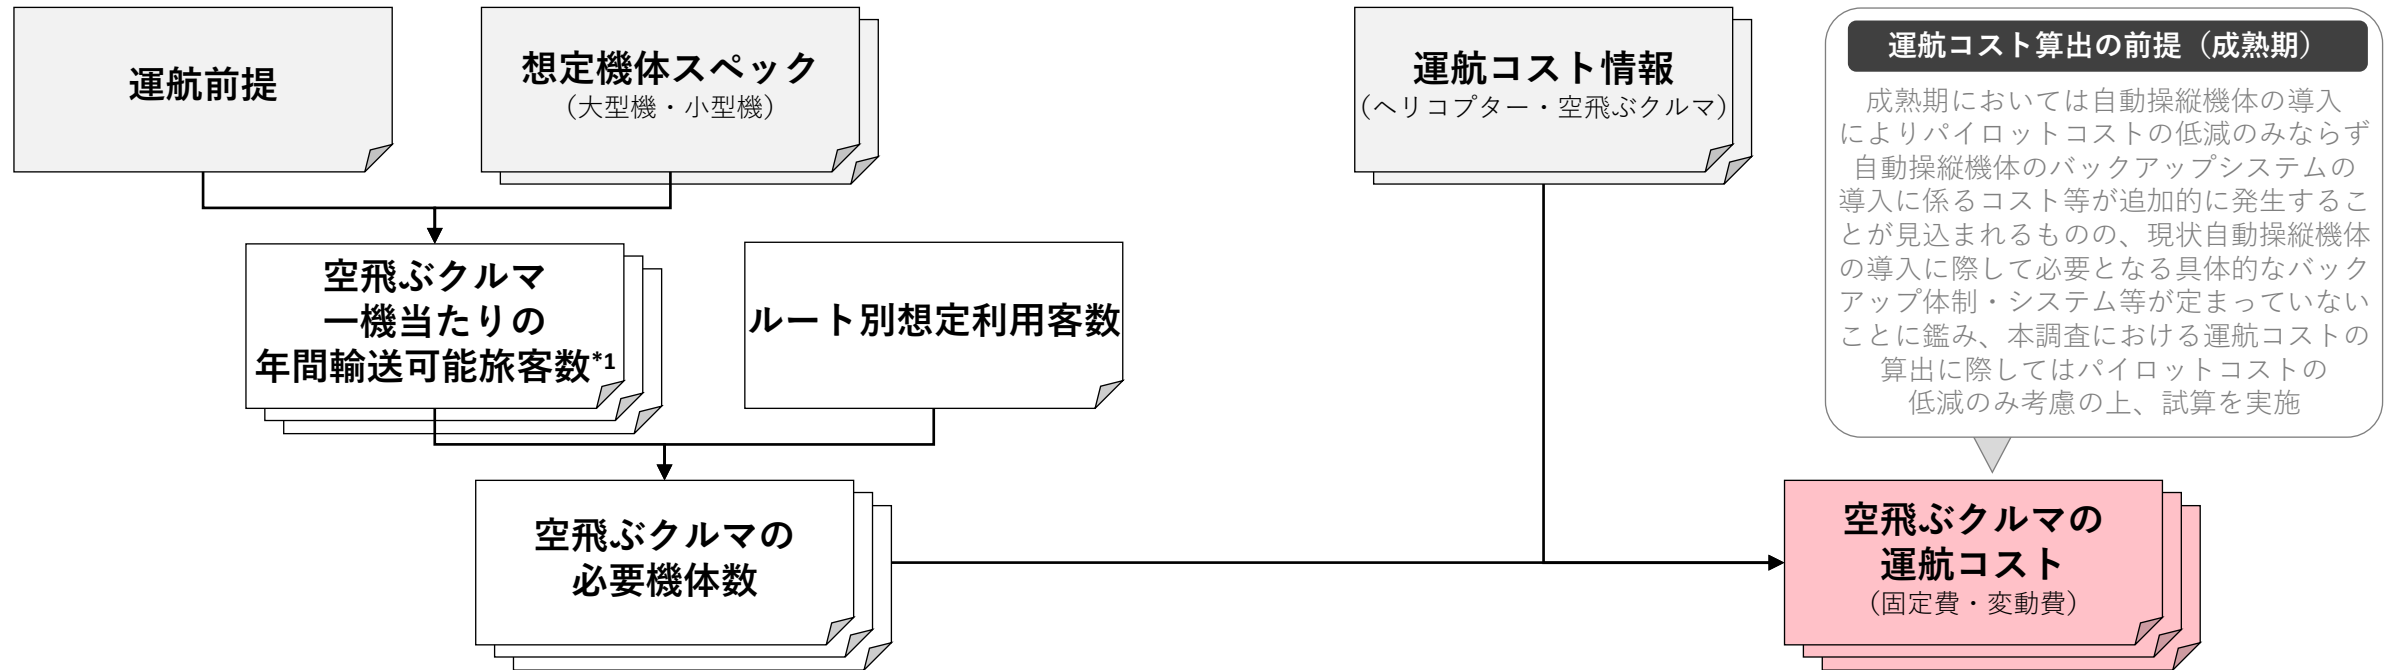 運航前提
想定機体スペック
（大型機・小型機）
運航コスト情報
（ヘリコプター・空飛ぶクルマ）
運航コスト算出の前提（成熟期）
成熟期においては自動操縦機体の導入
によりパイロットコストの低減のみならず
自動操縦機体のバックアップシステムの
導入に係るコスト等が追加的に発生するこ
とが見込まれるものの、現状自動操縦機体
の導入に際して必要となる具体的なバック
アップ体制・システム等が定まっていない
ことに鑑み、本調査における運航コストの
算出に際してはパイロットコストの
低減のみ考慮の上、試算を実施
空飛ぶクルマ
一機当たりの
年間輸送可能旅客数*1
ルート別想定利用客数
空飛ぶクルマの
必要機体数
空飛ぶクルマの
運航コスト
（固定費・変動費）